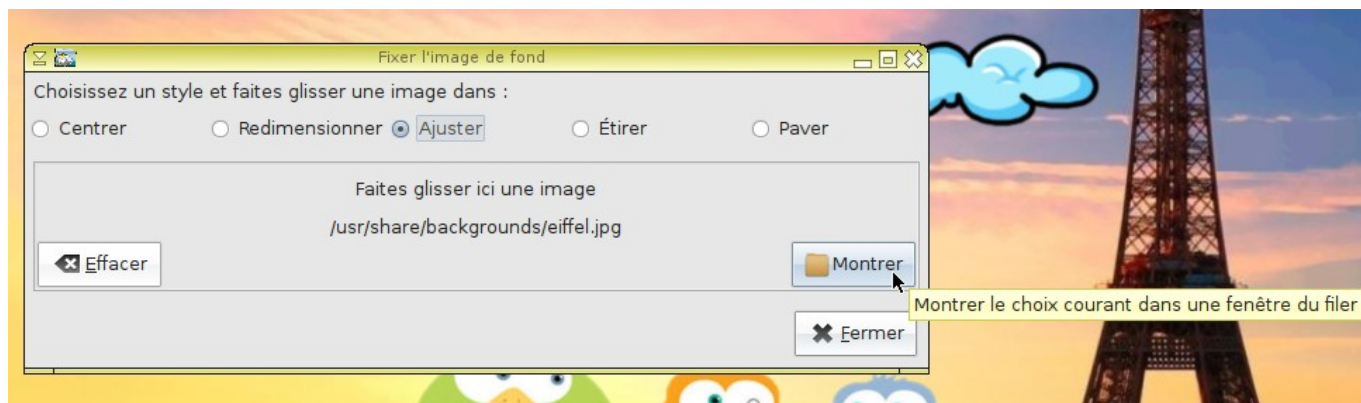 Fixer l'image de fond
Choisissez un style et faites glisser une image dans :
Centrer Redimensionner Ajuster Étirer Paver
Faites glisser ici une image
/usr/share/backgrounds/eiffel.jpg
Effacer Montrer
Montrer le choix courant dans une fenêtre du filer
Fermer